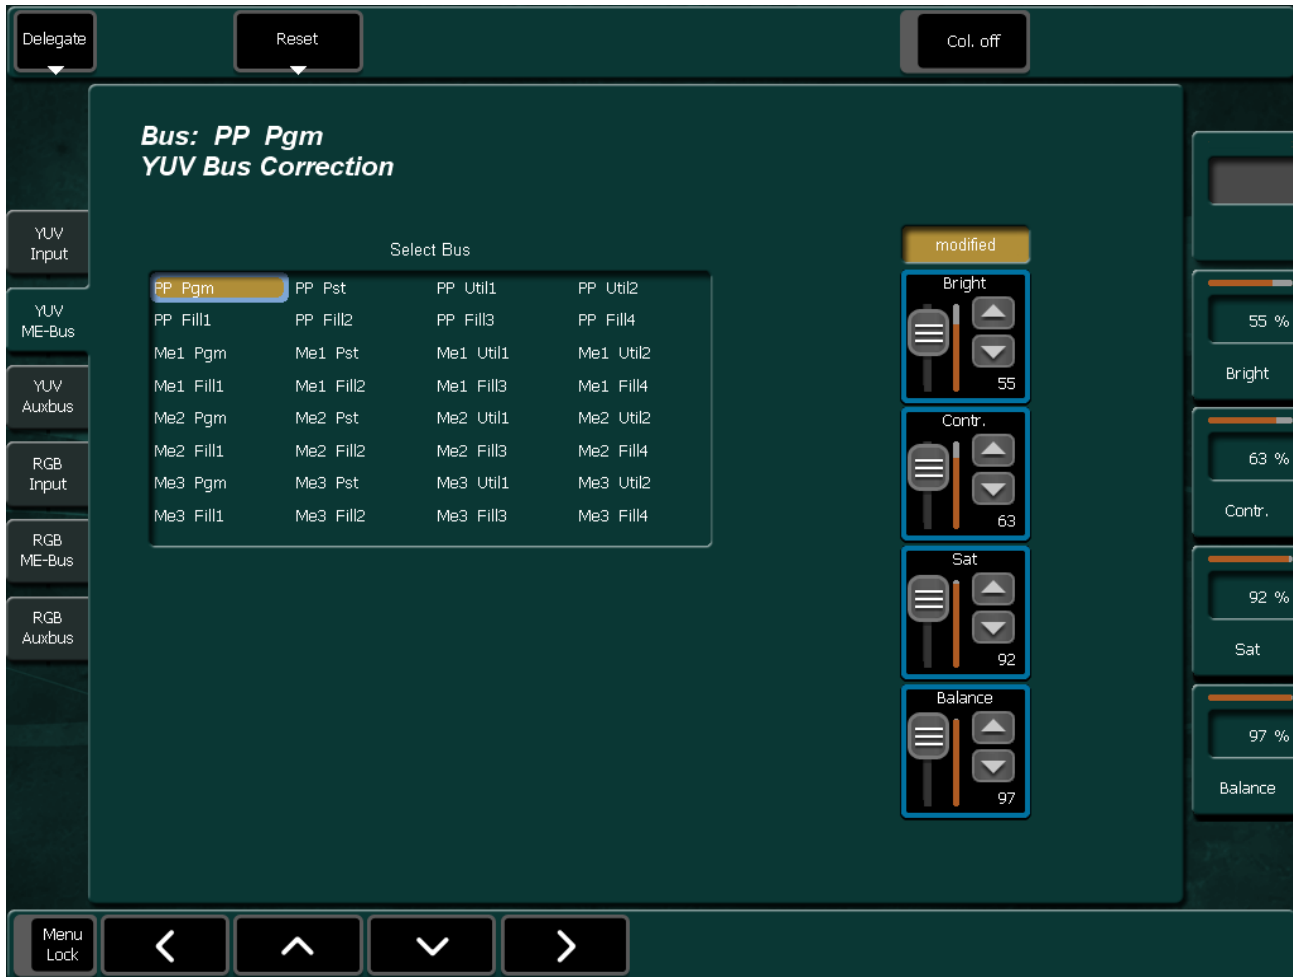 Delegate
Reset
Col. off
Bus: PP Pgm
YUV Bus Correction
YUV
Input
YUV
ME-Bus
YUV
Auxbus
RGB
Input
RGB
ME-Bus
RGB
Auxbus
Select Bus
PP Pgm PP Pst PP Util1 PP Util2
PP Fill1 PP Fill2 PP Fill3 PP Fill4
Me1 Pgm Me1 Pst Me1 Util1 Me1 Util2
Me1 Fill1 Me1 Fill2 Me1 Fill3 Me1 Fill4
Me2 Pgm Me2 Pst Me2 Util1 Me2 Util2
Me2 Fill1 Me2 Fill2 Me2 Fill3 Me2 Fill4
Me3 Pgm Me3 Pst Me3 Util1 Me3 Util2
Me3 Fill1 Me3 Fill2 Me3 Fill3 Me3 Fill4
modified
Bright
55
Contr.
63
Sat
92
Balance
97
55 %
Bright
63 %
Contr.
92 %
Sat
97 %
Balance
Menu
Lock